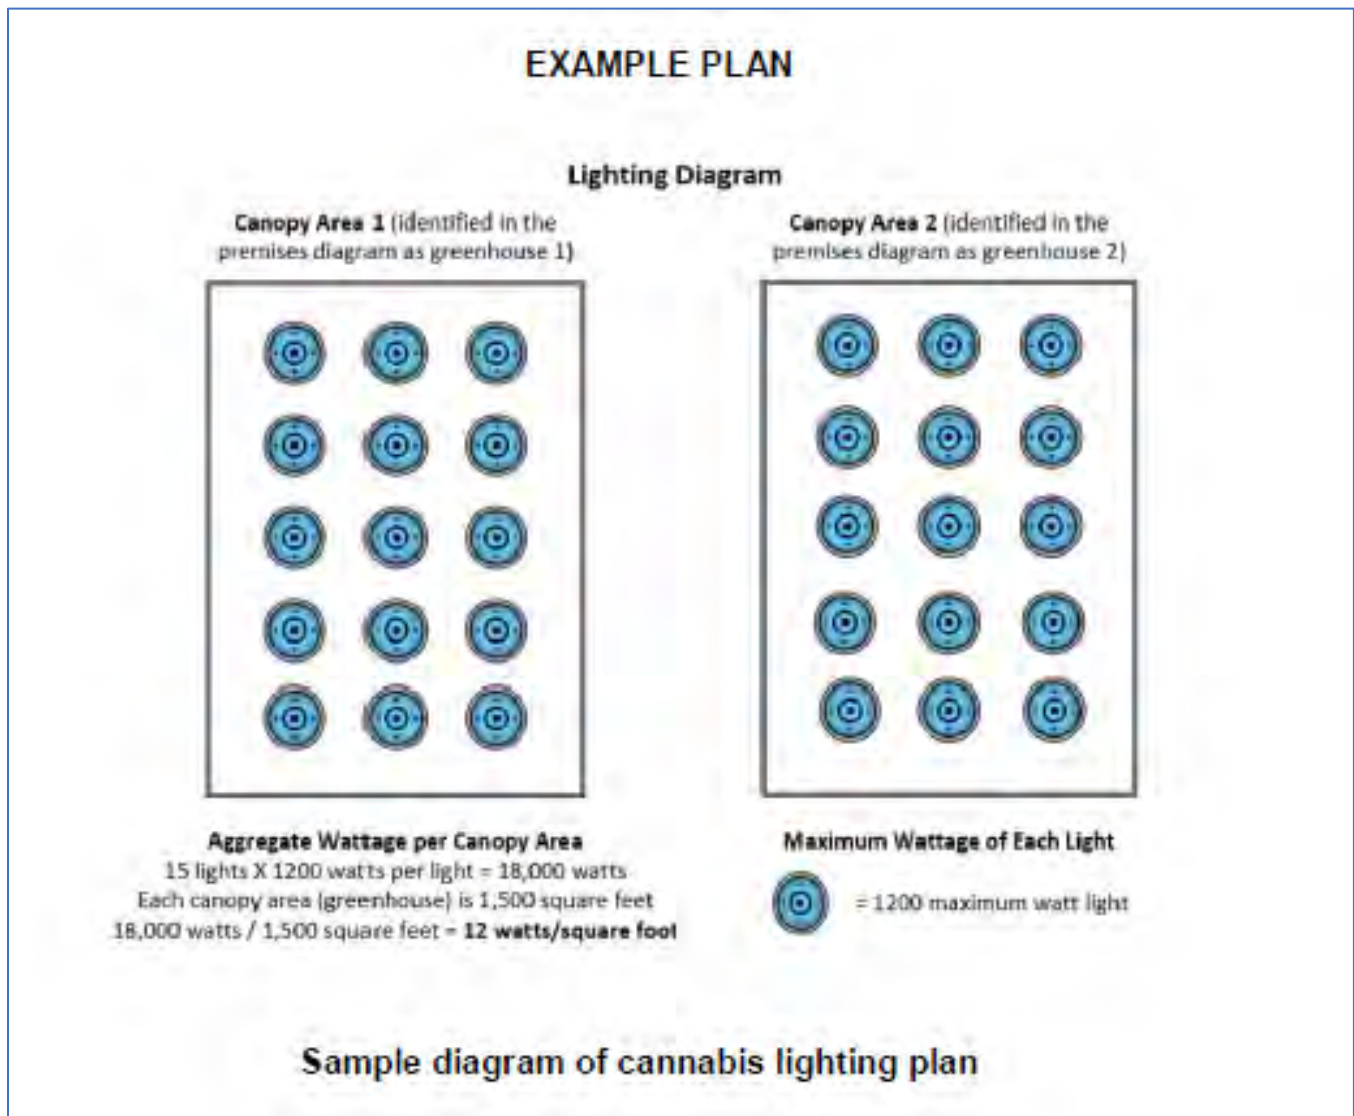 EXAMPLE PLAN
Lighting Diagram
Canopy Area 1 (identified in the
premises diagram as greenhouse 1)
Canopy Area 2 (identified in the
premises diagram as greenhouse 2)
Aggregate Wattage per Canopy Area
15 lights X 1200 watts per light = 18,000 watts
Each canopy area (greenhouse) is 1,500 square feet
18,000 watts / 1,500 square feet = 12 watts/square foot
Maximum Wattage of Each Light
= 1200 maximum watt light
Sample diagram of cannabis lighting plan